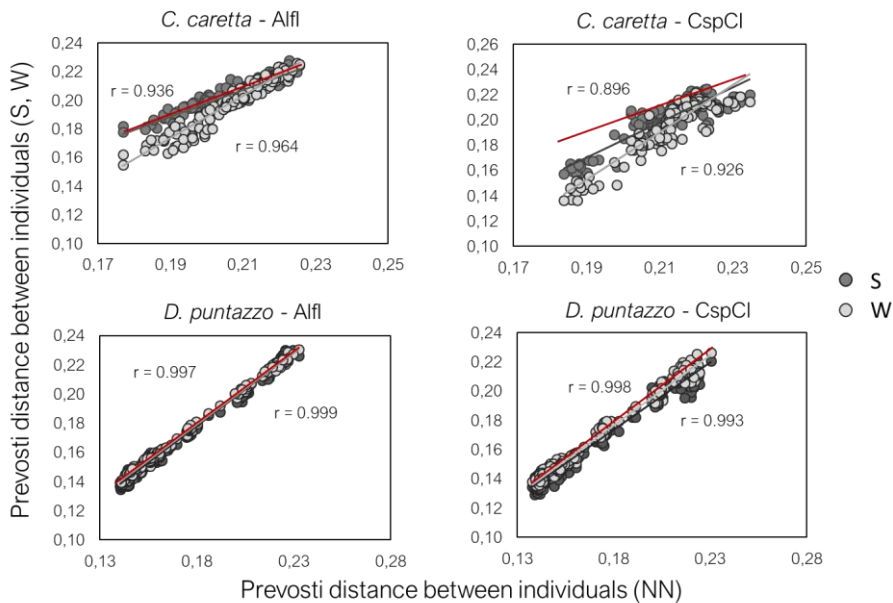 C. caretta - AlfI
C. caretta - CspCI
Prevosti distance between individuals (S, W)
0,24
0,22
0,20
0,18
0,16
0,14
0,12
0,10
r = 0.936
r = 0.964
0,17 0,19 0,21 0,23 0,25
0,26
0,24
0,22
0,20
0,18
0,16
0,14
0,12
0,10
r = 0.896
r = 0.926
0,17 0,19 0,21 0,23 0,25
S
W
D. puntazzo - AlfI
D. puntazzo - CspCI
0,24
0,22
0,20
0,18
0,16
0,14
0,12
0,10
r = 0.997
r = 0.999
0,13 0,18 0,23 0,28
0,24
0,22
0,20
0,18
0,16
0,14
0,12
0,10
r = 0.998
r = 0.993
0,13 0,18 0,23 0,28
Prevosti distance between individuals (NN)